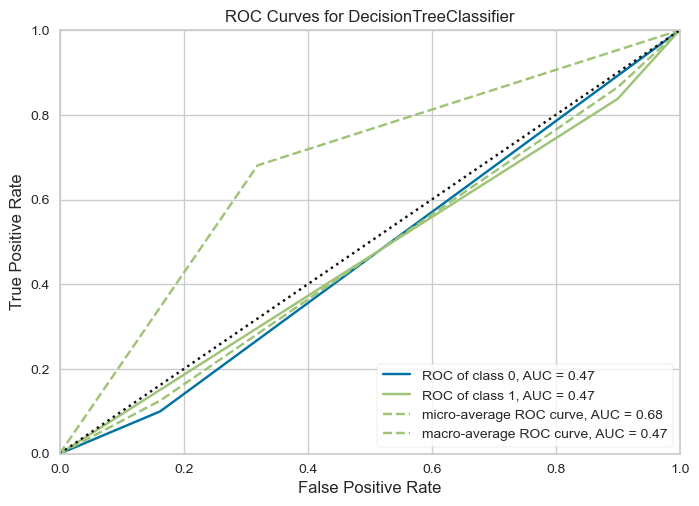 ROC Curves for DecisionTreeClassifier
True Positive Rate
1.0
0.8
0.6
0.4
0.2
0.0
ROC of class 0, AUC = 0.47
ROC of class 1, AUC = 0.47
micro-average ROC curve, AUC = 0.68
macro-average ROC curve, AUC = 0.47
0.0 0.2 0.4 0.6 0.8 1.0
False Positive Rate